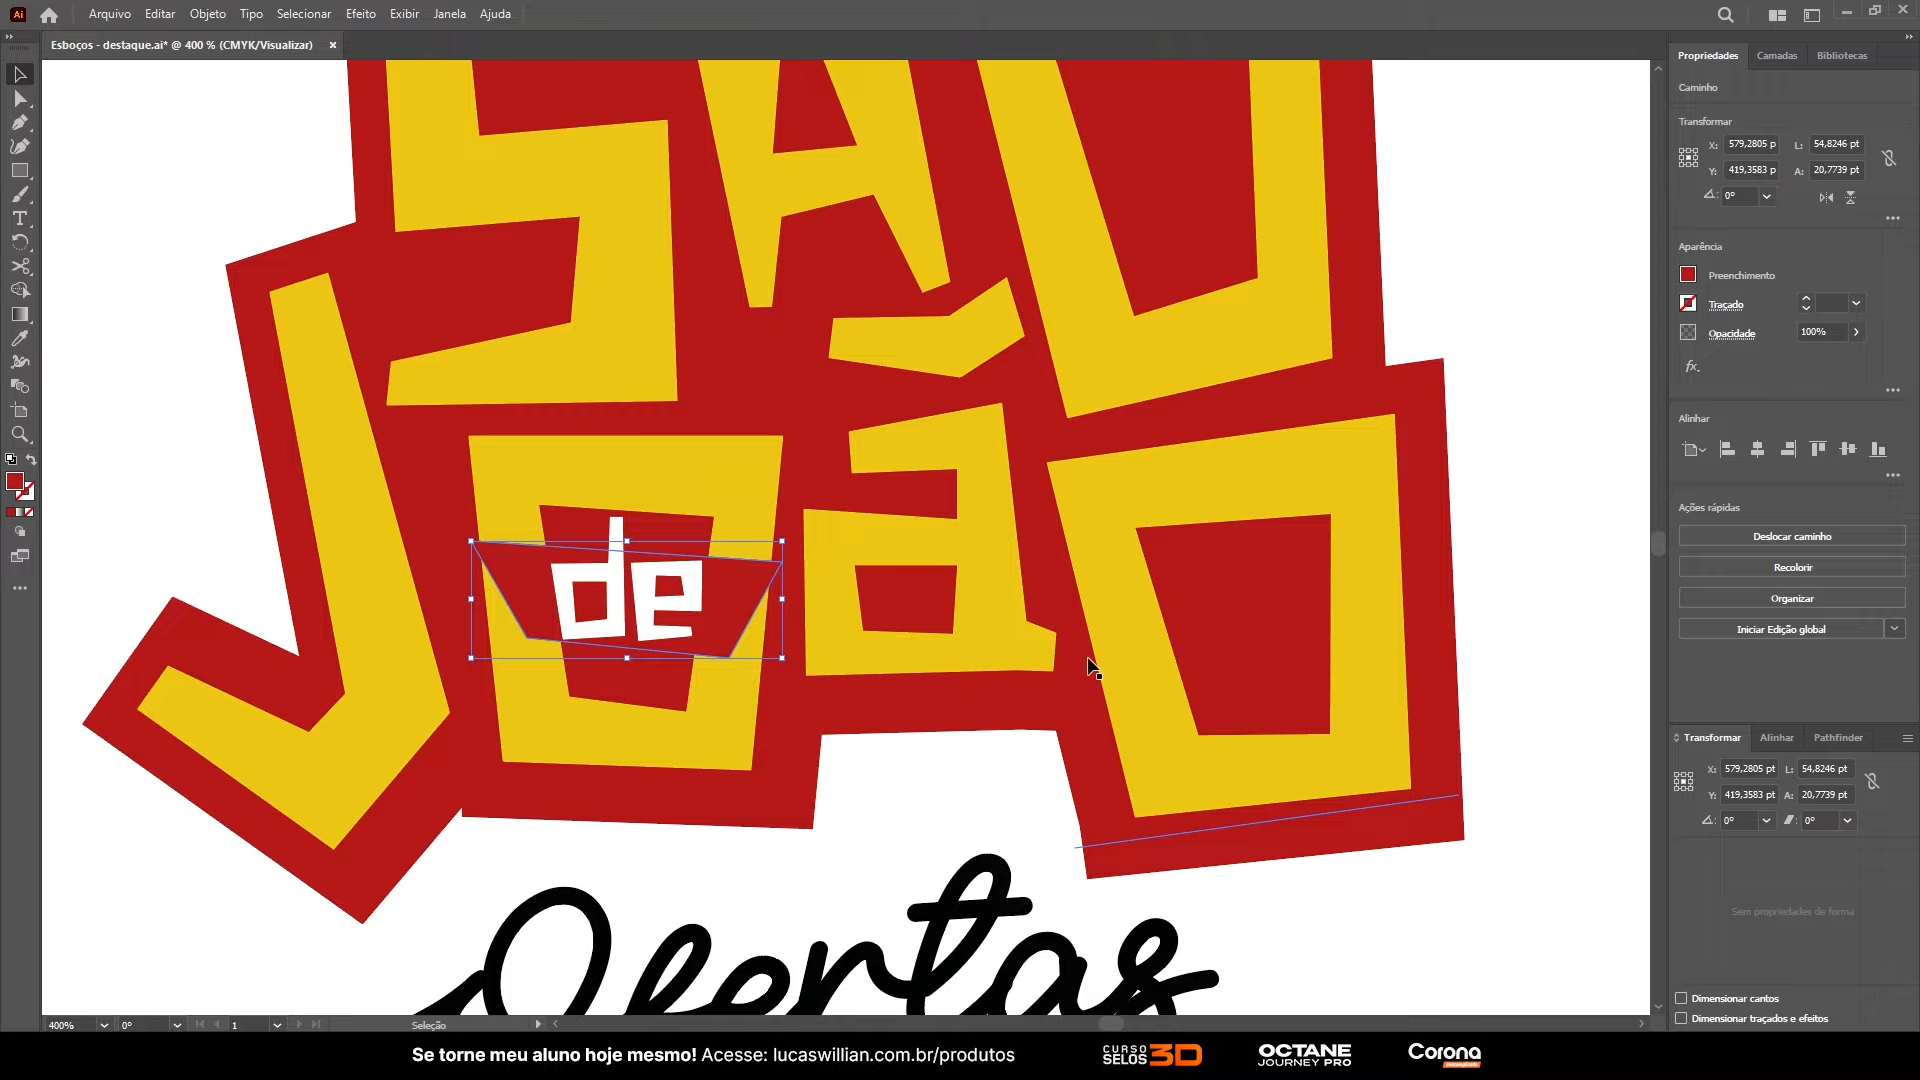 Ai
Arquivo Editar Objeto Tipo Selecionar Efeito Exibir Janela Ajuda
Esboços - destaque.ai* @ 400 % (CMYK/Visualizar) ×
Propriedades Camadas Bibliotecas
Caminho
Transformar
X: 579,2805 p L: 54,8246 pt
Y: 419,3583 p A: 20,7739 pt
0°
Aparência
Preenchimento
Traçado
Opacidade 100%
fx.
Alinhar
Ações rápidas
Deslocar caminho
Recolorir
Organizar
Iniciar Edição global
Transformar Alinhar Pathfinder
X: 579,2805 pt L: 54,8246 pt
Y: 419,3583 pt A: 20,7739 pt
0° 0°
Sem propriedades de forma
Dimensionar cantos
Dimensionar traçados e efeitos
SÃO
João
de
Ofertas
400% 0° 1 Seleção
Se torne meu aluno hoje mesmo! Acesse: lucaswillian.com.br/produtos
CURSO SELOS 3D
OCTANE JOURNEY PRO
Corona